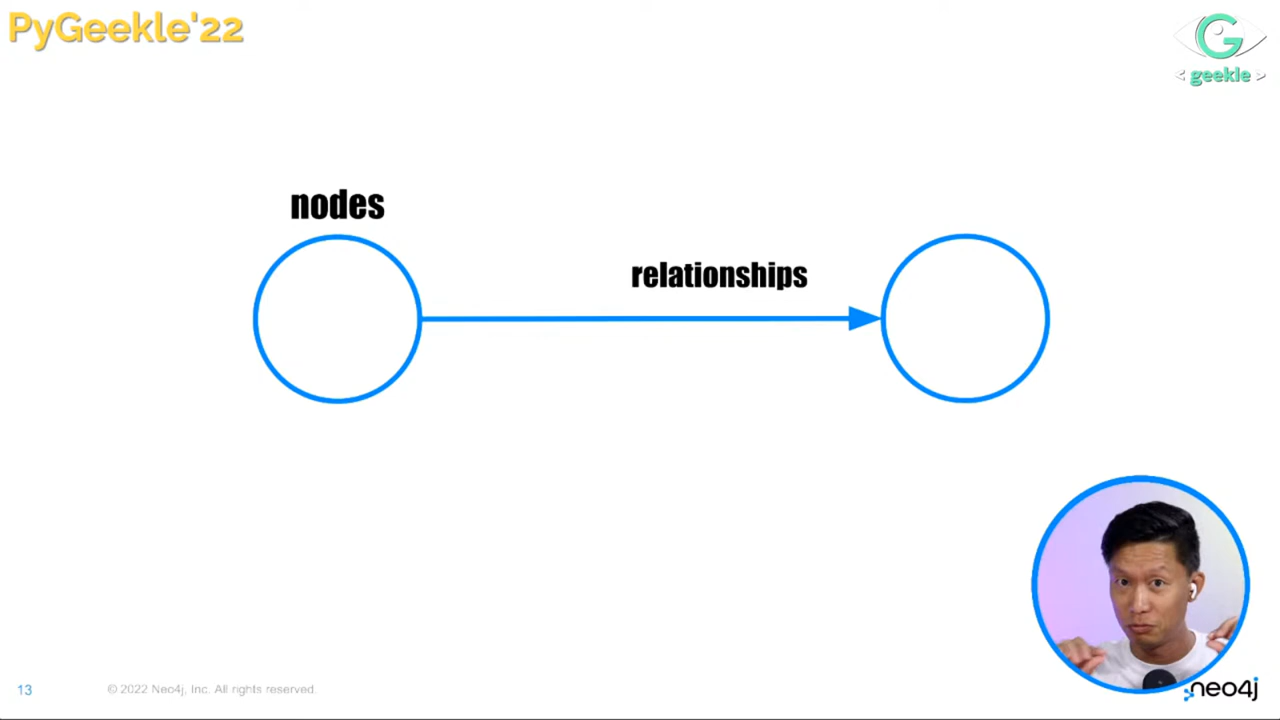 PyGeekle'22
G
< geekle >
nodes
relationships
13
© 2022 Neo4j, Inc. All rights reserved.
neo4j